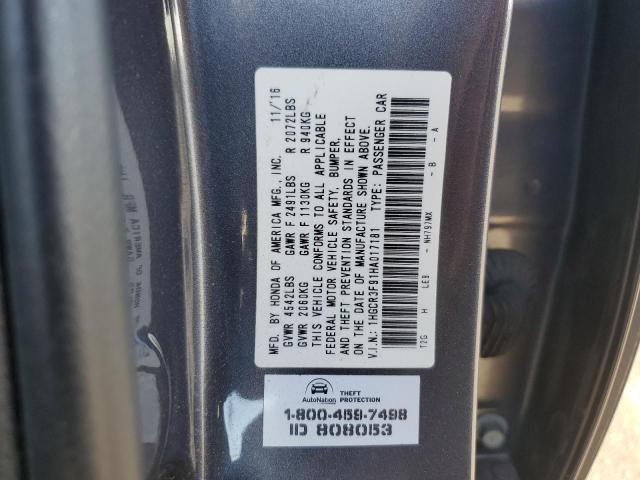 MFD. BY HONDA OF AMERICA MFG., INC. 11/'16
GVWR 4542LBS GAWR F 2491LBS R 2072LBS
GVWR 2060KG GAWR F 1130KG R 940KG
THIS VEHICLE CONFORMS TO ALL APPLICABLE
FEDERAL MOTOR VEHICLE SAFETY, BUMPER,
AND THEFT PREVENTION STANDARDS IN EFFECT
ON THE DATE OF MANUFACTURE SHOWN ABOVE.
V.I.N.: 1HGCR3F91HA017181 TYPE: PASSENGER CAR
T2G H LEB - NH797MX - B - A
AutoNation
THEFT
PROTECTION
1-800-459-7498
ID 808053